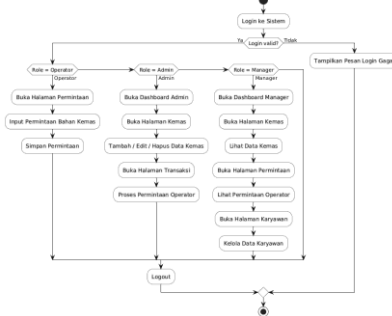 Login ke Sistem
Ya
Login valid?
Tidak
Tampilkan Pesan Login Gagal
Role = Operator
Role = Admin
Role = Manager
Operator
Admin
Manager
Buka Halaman Permintaan
Buka Dashboard Admin
Buka Dashboard Manager
Input Permintaan Bahan Kemas
Buka Halaman Kemas
Buka Halaman Kemas
Simpan Permintaan
Tambah / Edit / Hapus Data Kemas
Lihat Data Kemas
Buka Halaman Transaksi
Buka Halaman Permintaan
Proses Permintaan Operator
Lihat Permintaan Operator
Buka Halaman Karyawan
Kelola Data Karyawan
Logout